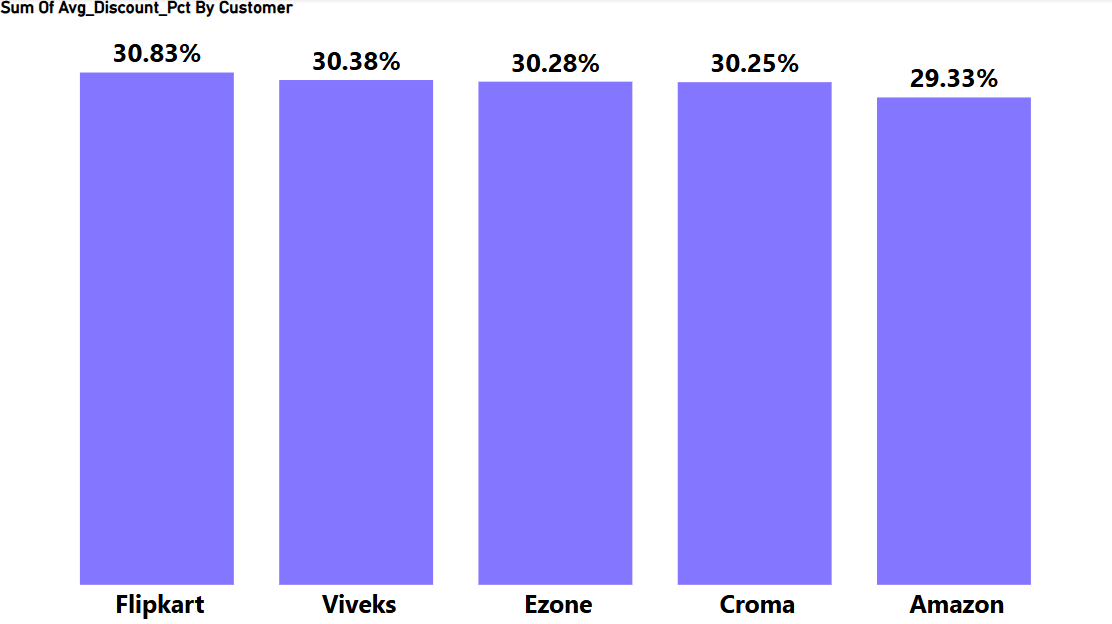 Sum Of Avg_Discount_Pct By Customer
30.83%
30.38%
30.28%
30.25%
29.33%
Flipkart
Viveks
Ezone
Croma
Amazon